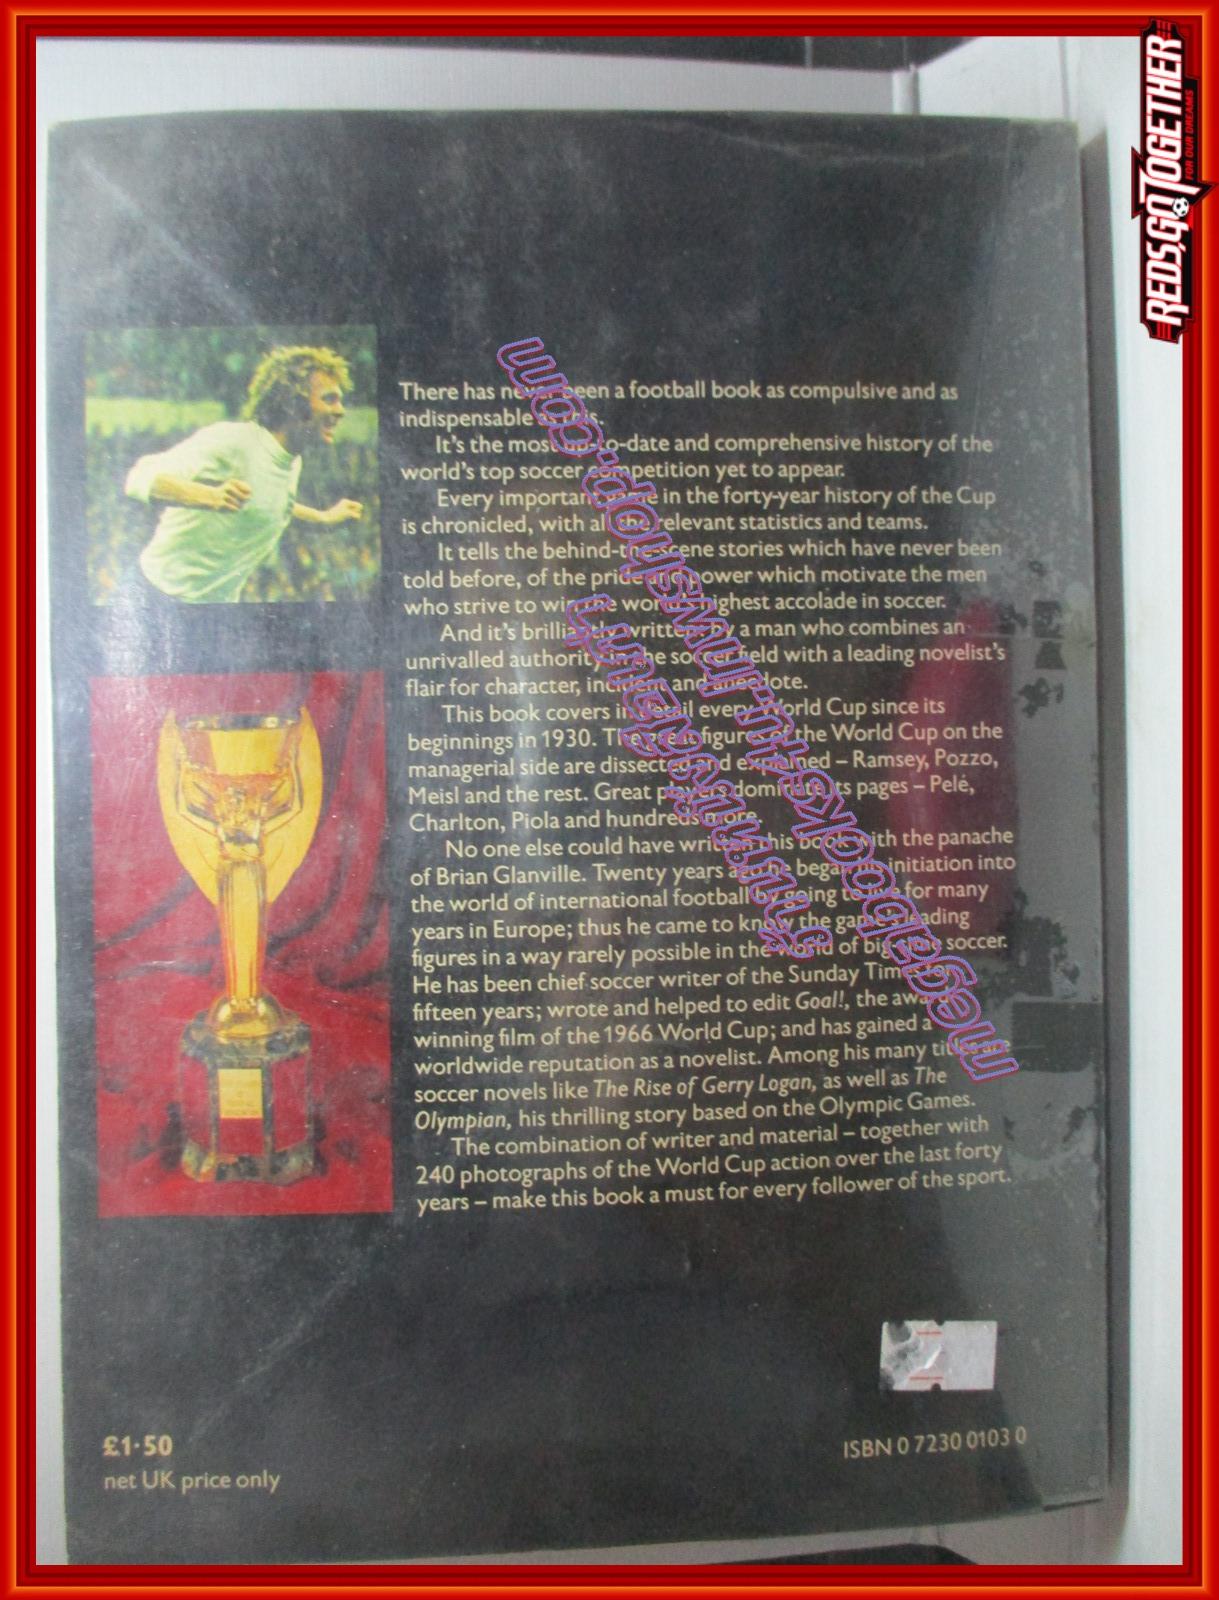 REDS,GO TOGETHER
FOR OUR DREAMS
There has never been a football book as compulsive and as
indispensable as this.
It's the most up-to-date and comprehensive history of the
world's top soccer competition yet to appear.
Every important game in the forty-year history of the Cup
is chronicled, with all the relevant statistics and teams.
It tells the behind-the-scene stories which have never been
told before, of the pride and power which motivate the men
who strive to win the world's highest accolade in soccer.
And it's brilliantly written by a man who combines an
unrivalled authority in the soccer field with a leading novelist's
flair for character, incident and anecdote.
This book covers in detail every World Cup since its
beginnings in 1930. The great figures of the World Cup on the
managerial side are dissected and explained – Ramsey, Pozzo,
Meisl and the rest. Great players dominate its pages – Pelé,
Charlton, Piola and hundreds more.
No one else could have written this book with the panache
of Brian Glanville. Twenty years ago he began his initiation into
the world of international football by going to live for many
years in Europe; thus he came to know the game's leading
figures in a way rarely possible in the world of big-time soccer.
He has been chief soccer writer of the Sunday Times for
fifteen years; wrote and helped to edit Goal!, the award
winning film of the 1966 World Cup; and has gained a
worldwide reputation as a novelist. Among his many titles are
soccer novels like The Rise of Gerry Logan, as well as The
Olympian, his thrilling story based on the Olympic Games.
The combination of writer and material – together with
240 photographs of the World Cup action over the last forty
years – make this book a must for every follower of the sport.
megabooks4u.lnwshop.com
£1·50
net UK price only
ISBN 0 7230 0103 0